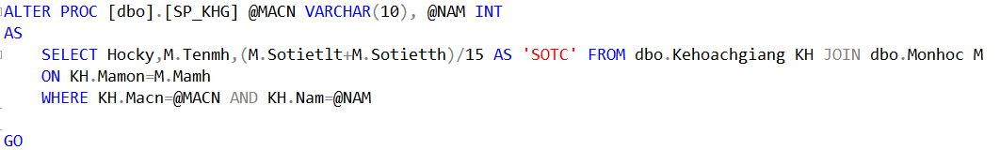 ALTER PROC [dbo].[SP_KHG] @MACN VARCHAR(10), @NAM INT
AS
SELECT Hocky,M.Tenmh,(M.Sotietlt+M.Sotietth)/15 AS 'SOTC' FROM dbo.Kehoachgiang KH JOIN dbo.Monhoc M
ON KH.Mamon=M.Mamh
WHERE KH.Macn=@MACN AND KH.Nam=@NAM
GO